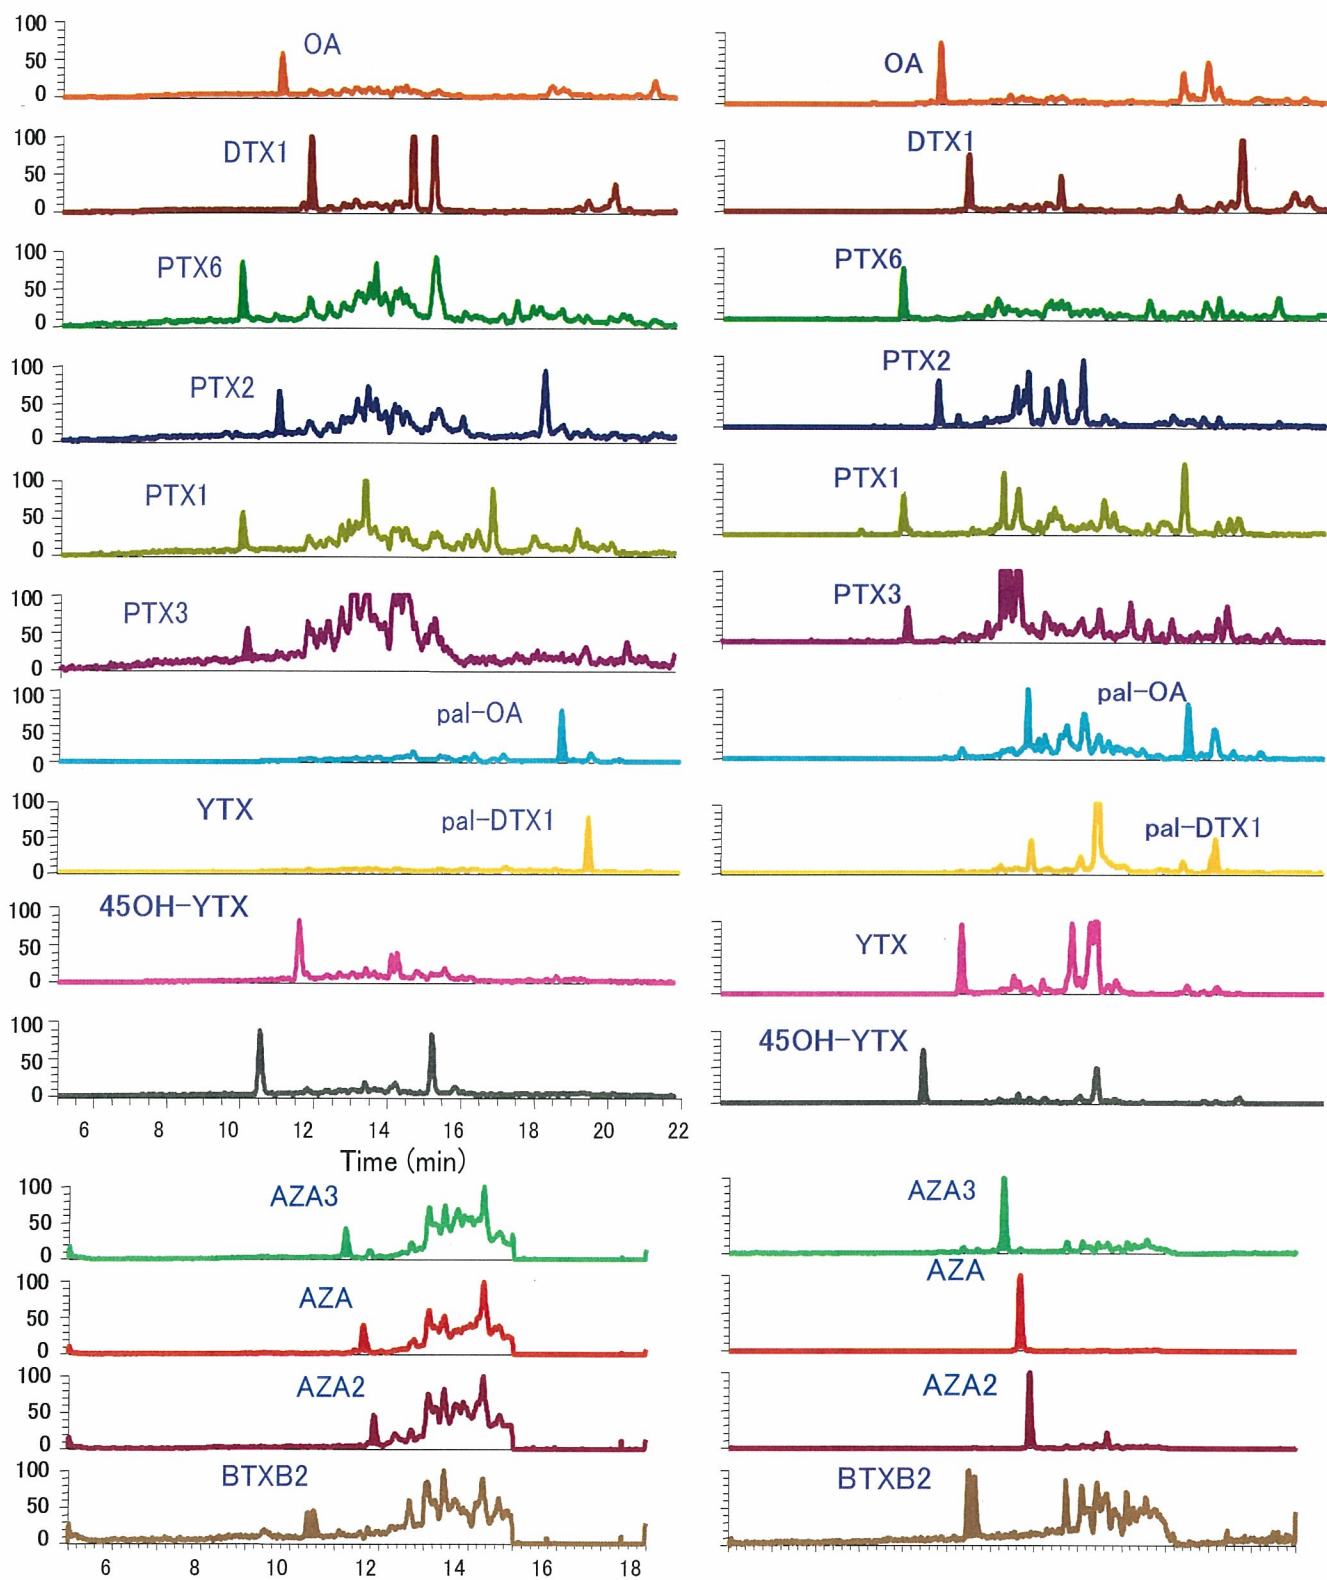 100
50
0
OA
OA
100
50
0
DTX1
DTX1
100
50
0
PTX6
PTX6
100
50
0
PTX2
PTX2
100
50
0
PTX1
PTX1
100
50
0
PTX3
PTX3
100
50
0
pal-OA
pal-OA
100
50
0
YTX
pal-DTX1
pal-DTX1
100
50
0
45OH-YTX
YTX
100
50
0
45OH-YTX
6 8 10 12 14 16 18 20 22
Time (min)
100
50
0
AZA3
AZA3
100
50
0
AZA
AZA
100
50
0
AZA2
AZA2
100
50
0
BTXB2
BTXB2
6 8 10 12 14 16 18